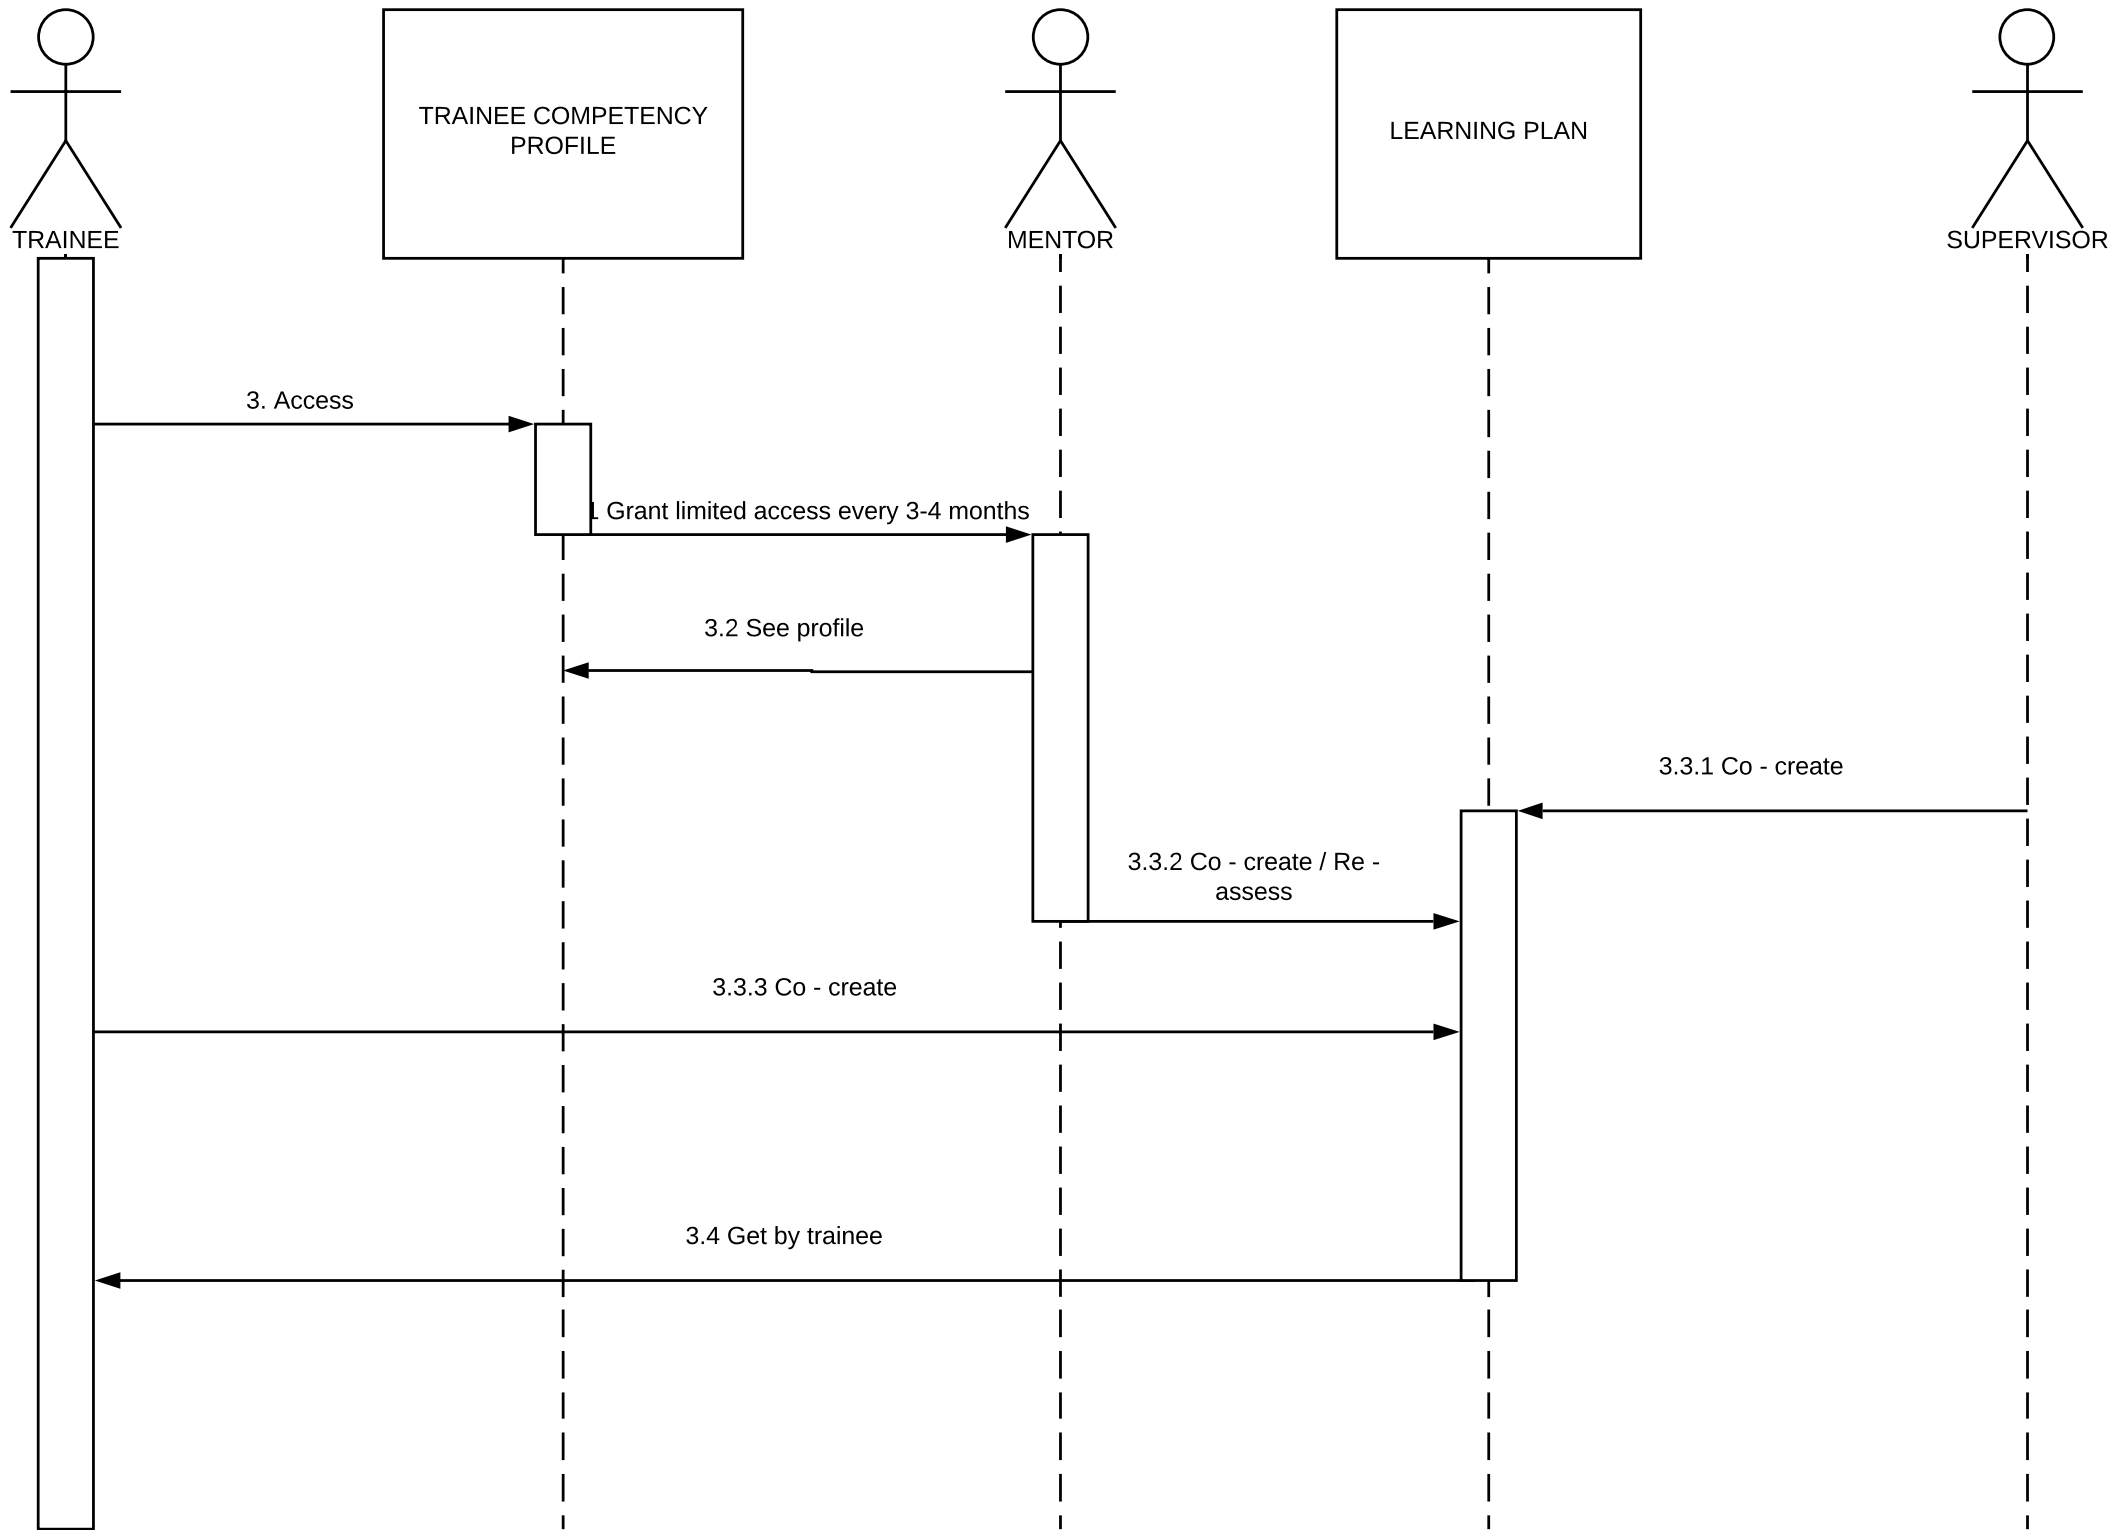 TRAINEE COMPETENCY
PROFILE
LEARNING PLAN
TRAINEE
MENTOR
SUPERVISOR
3. Access
1 Grant limited access every 3-4 months
3.2 See profile
3.3.1 Co - create
3.3.2 Co - create / Re -
assess
3.3.3 Co - create
3.4 Get by trainee